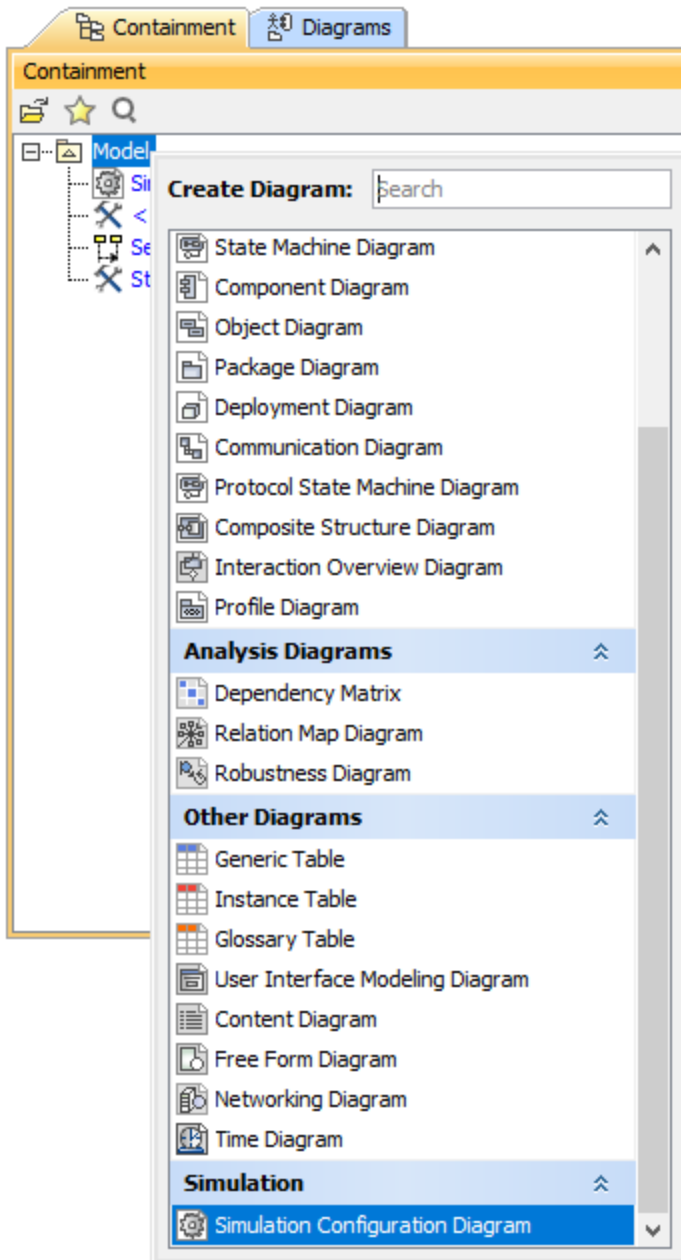 Containment
Diagrams
Containment
Model
Create Diagram:
Search
Si
<
Se
St
State Machine Diagram
Component Diagram
Object Diagram
Package Diagram
Deployment Diagram
Communication Diagram
Protocol State Machine Diagram
Composite Structure Diagram
Interaction Overview Diagram
Profile Diagram
Analysis Diagrams
Dependency Matrix
Relation Map Diagram
Robustness Diagram
Other Diagrams
Generic Table
Instance Table
Glossary Table
User Interface Modeling Diagram
Content Diagram
Free Form Diagram
Networking Diagram
Time Diagram
Simulation
Simulation Configuration Diagram